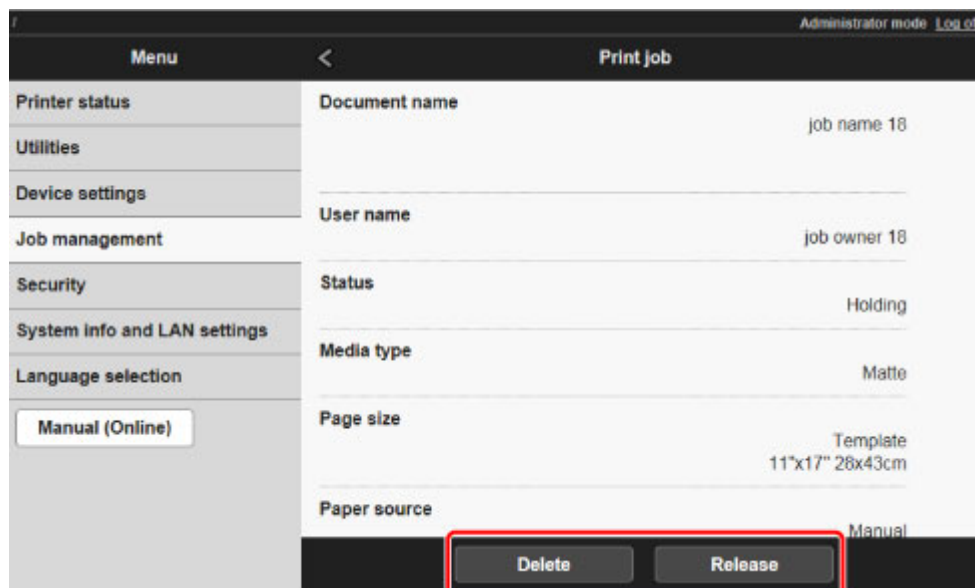 /
Administrator mode Log of
Menu
< Print job
Printer status
Utilities
Device settings
Job management
Security
System info and LAN settings
Language selection
Manual (Online)
Document name
job name 18
User name
job owner 18
Status
Holding
Media type
Matte
Page size
Template
11"x17" 28x43cm
Paper source
Manual
Delete
Release